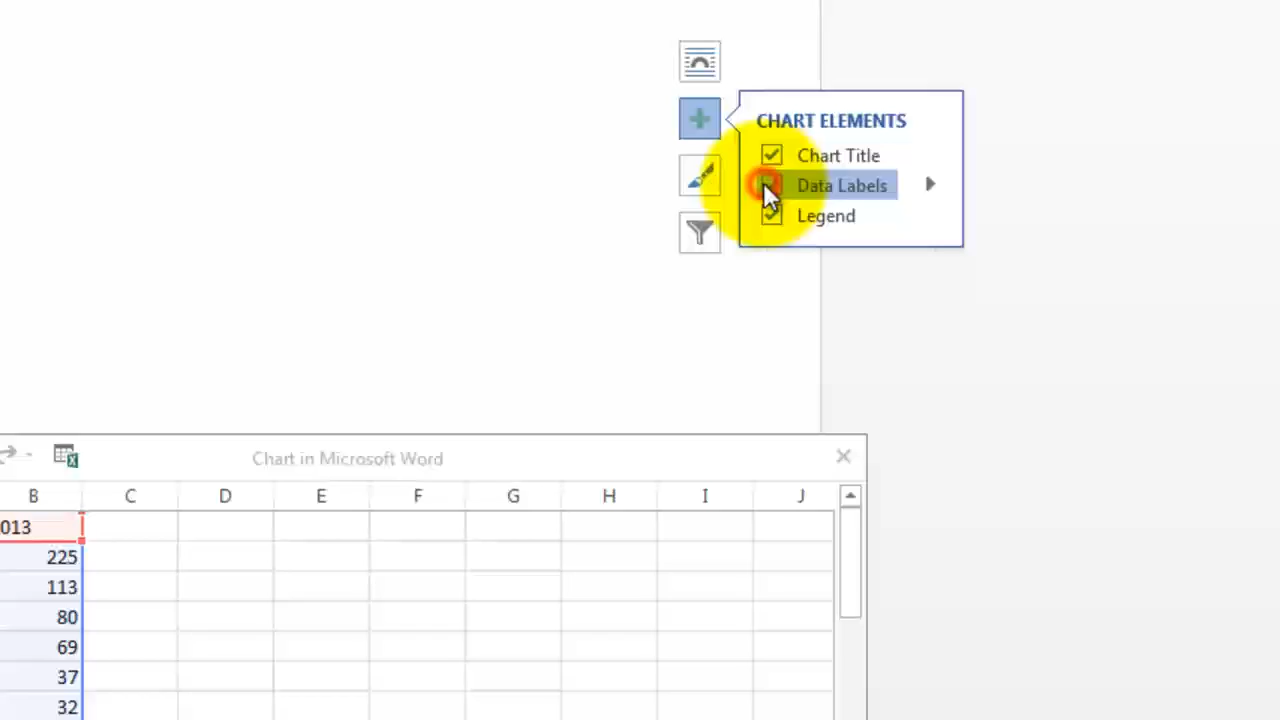 CHART ELEMENTS
Chart Title
Data Labels
Legend
Chart in Microsoft Word
B C D E F G H I J
013
225
113
80
69
37
32